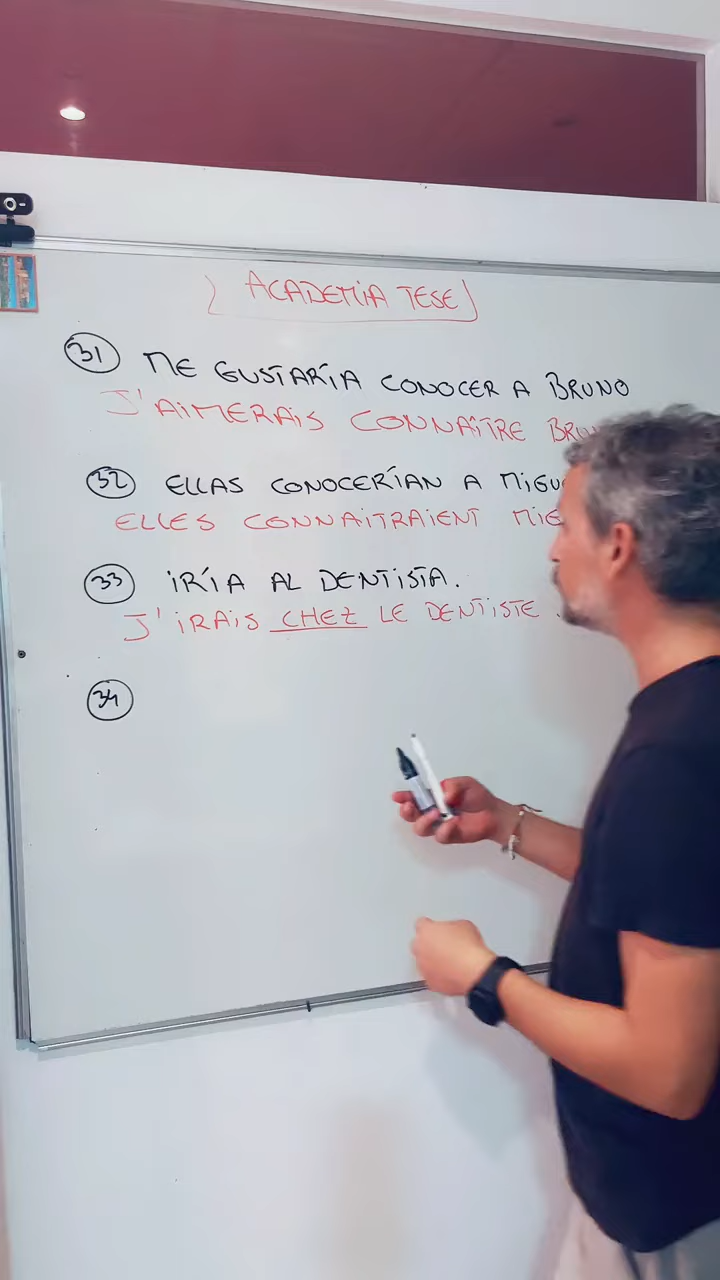 ACADEMIA TESE
31 ME GUSTARÍA CONOCER A BRUNO
J'AIMERAIS CONNAÎTRE
32 ELLAS CONOCERÍAN A
ELLES CONNAITRAIENT
33 IRÍA AL DENTISTA.
J'IRAIS CHEZ LE DENTISTE.
34